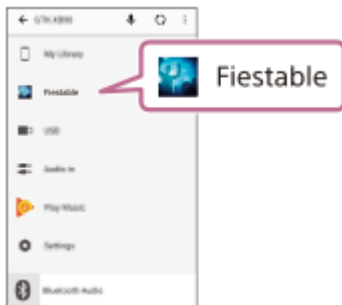 GTK-XB90
My Library
Fiestable
Fiestable
USB
Audio in
Play Music
Settings
Bluetooth Audio